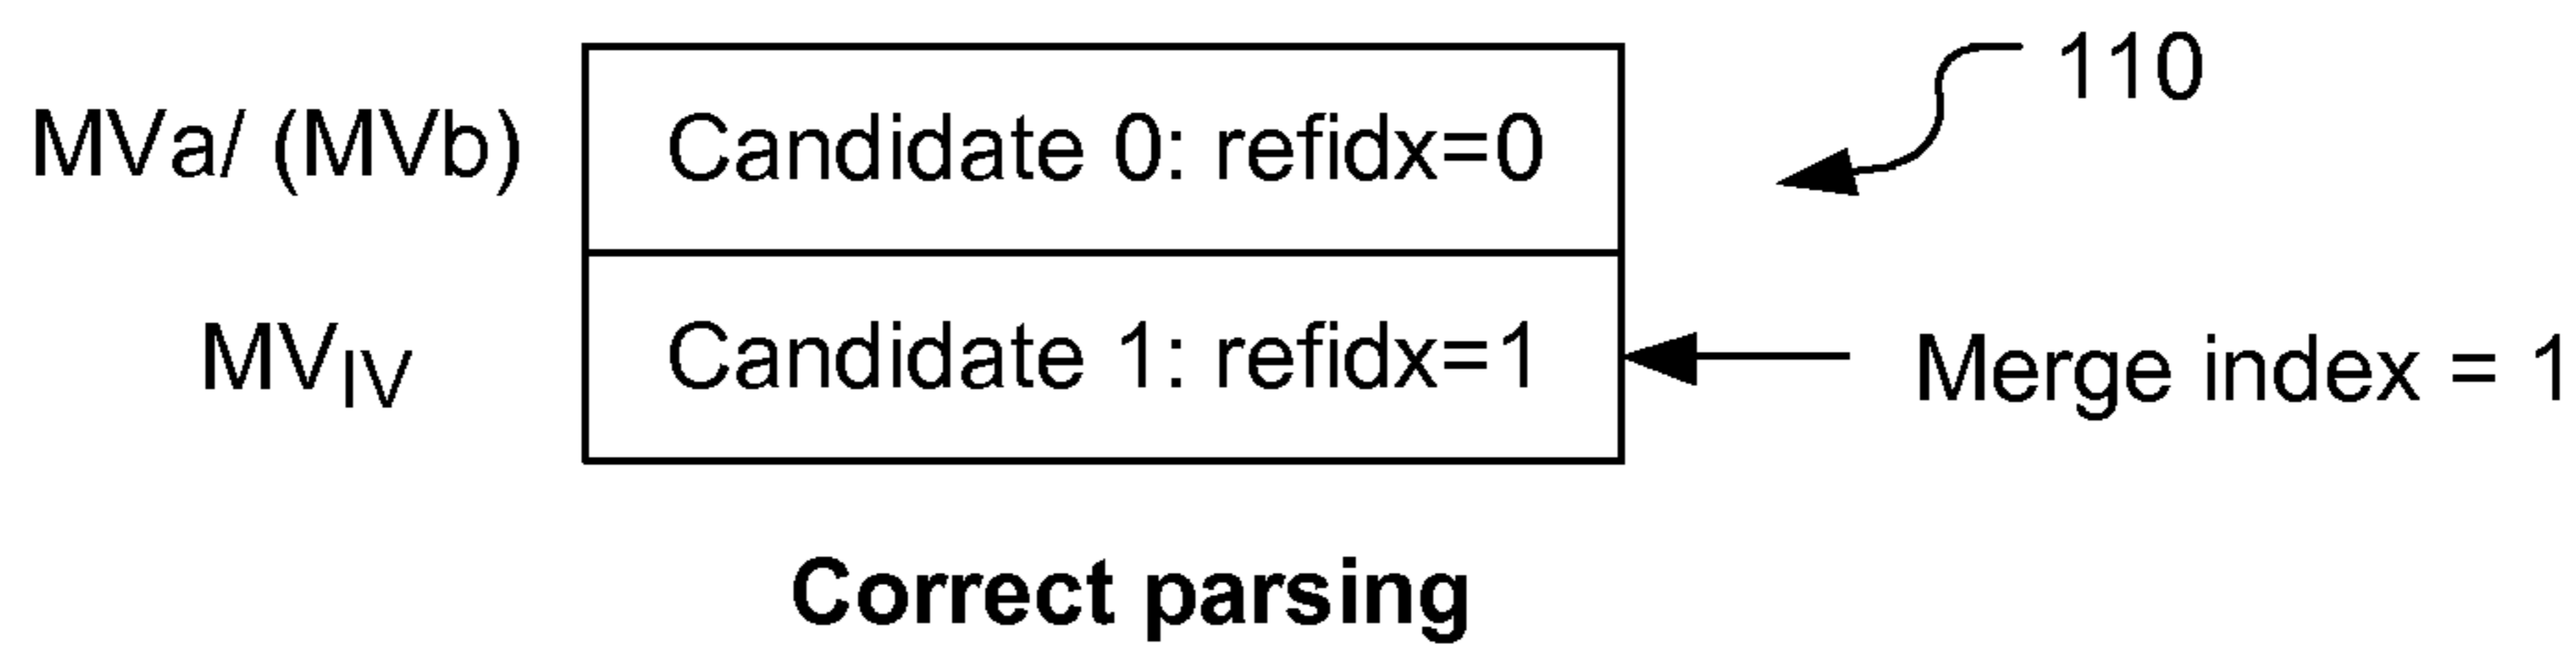 110
MVa/ (MVb) Candidate 0: refidx=0
MVIV Candidate 1: refidx=1 Merge index = 1
Correct parsing